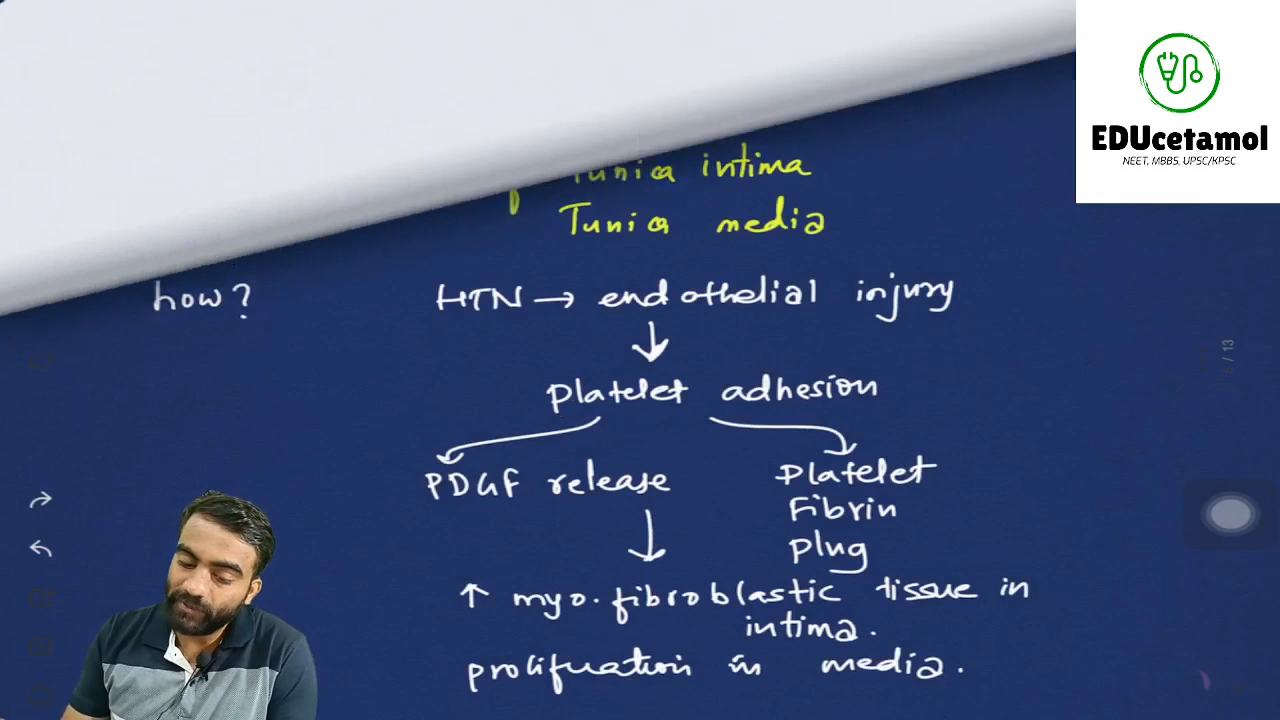 EDUcetamol
NEET, MBBS, UPSC/KPSC
Tunica intima
Tunica media
how?
HTN → endothelial injury
↓
Platelet adhesion
PDGF release
Platelet
Fibrin
Plug
↓
↑ myo.fibroblastic tissue in
intima.
proliferation in media.
/ 13